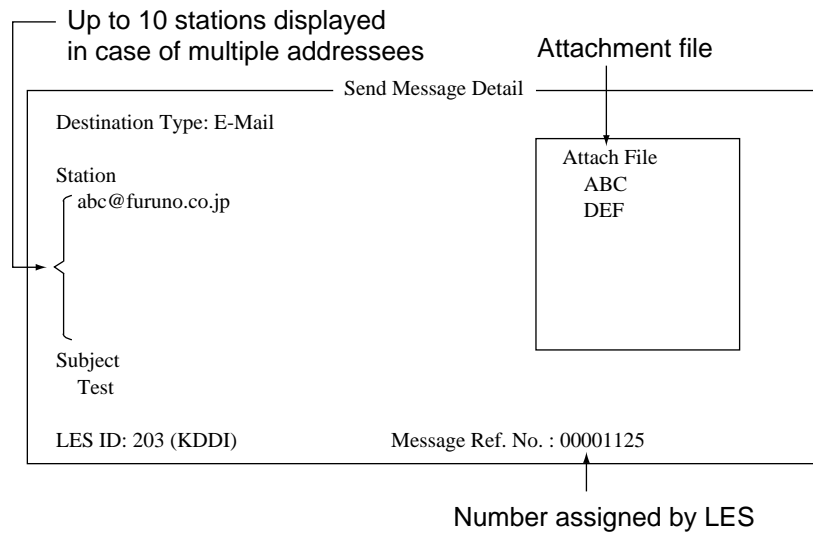 Up to 10 stations displayed
in case of multiple addressees
Attachment file
Send Message Detail
Destination Type: E-Mail
Attach File
ABC
DEF
Station
abc@furuno.co.jp
Subject
Test
LES ID: 203 (KDDI)
Message Ref. No. : 00001125
Number assigned by LES